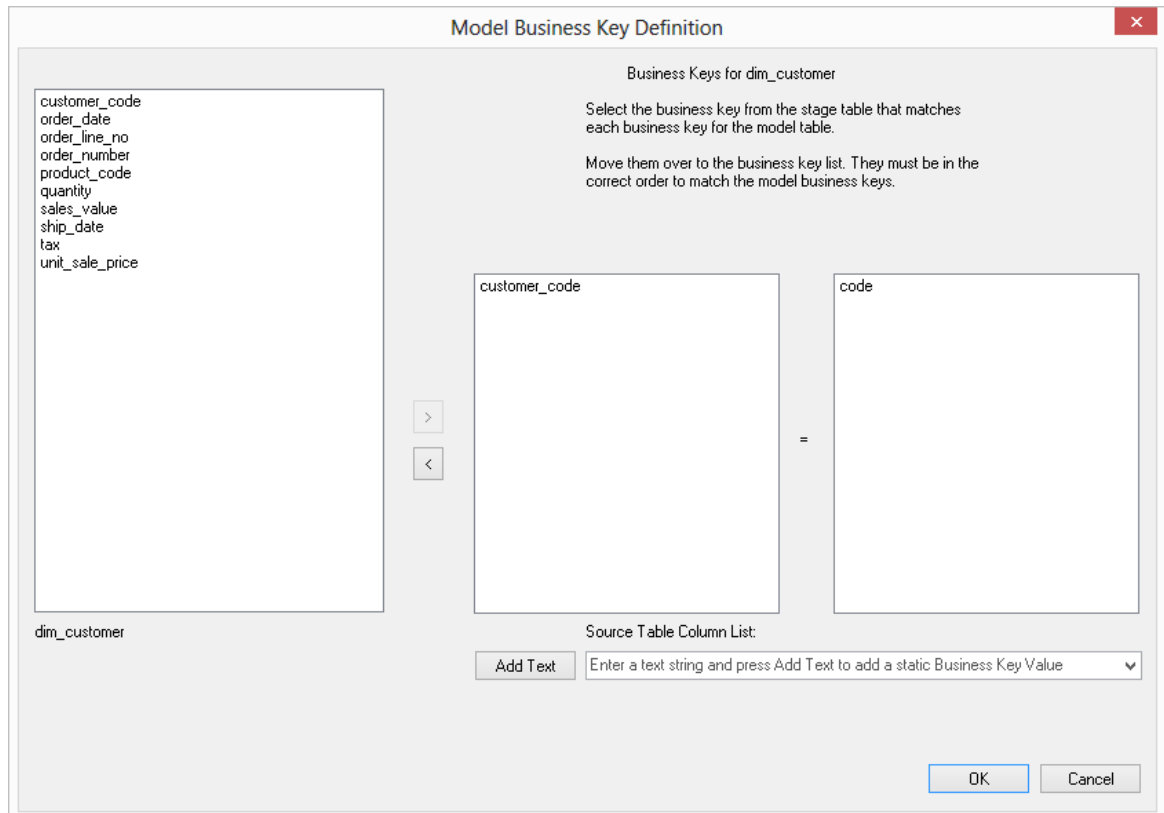 Model Business Key Definition
×
Business Keys for dim_customer
customer_code
order_date
order_line_no
order_number
product_code
quantity
sales_value
ship_date
tax
unit_sale_price
Select the business key from the stage table that matches
each business key for the model table.
Move them over to the business key list. They must be in the
correct order to match the model business keys.
customer_code
code
>
<
=
dim_customer
Source Table Column List:
Add Text
Enter a text string and press Add Text to add a static Business Key Value
OK
Cancel